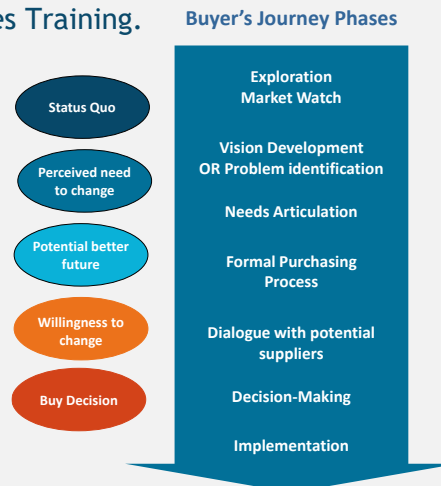 es Training.
Buyer's Journey Phases
Status Quo
Perceived need
to change
Potential better
future
Willingness to
change
Buy Decision
Exploration
Market Watch
Vision Development
OR Problem identification
Needs Articulation
Formal Purchasing
Process
Dialogue with potential
suppliers
Decision-Making
Implementation